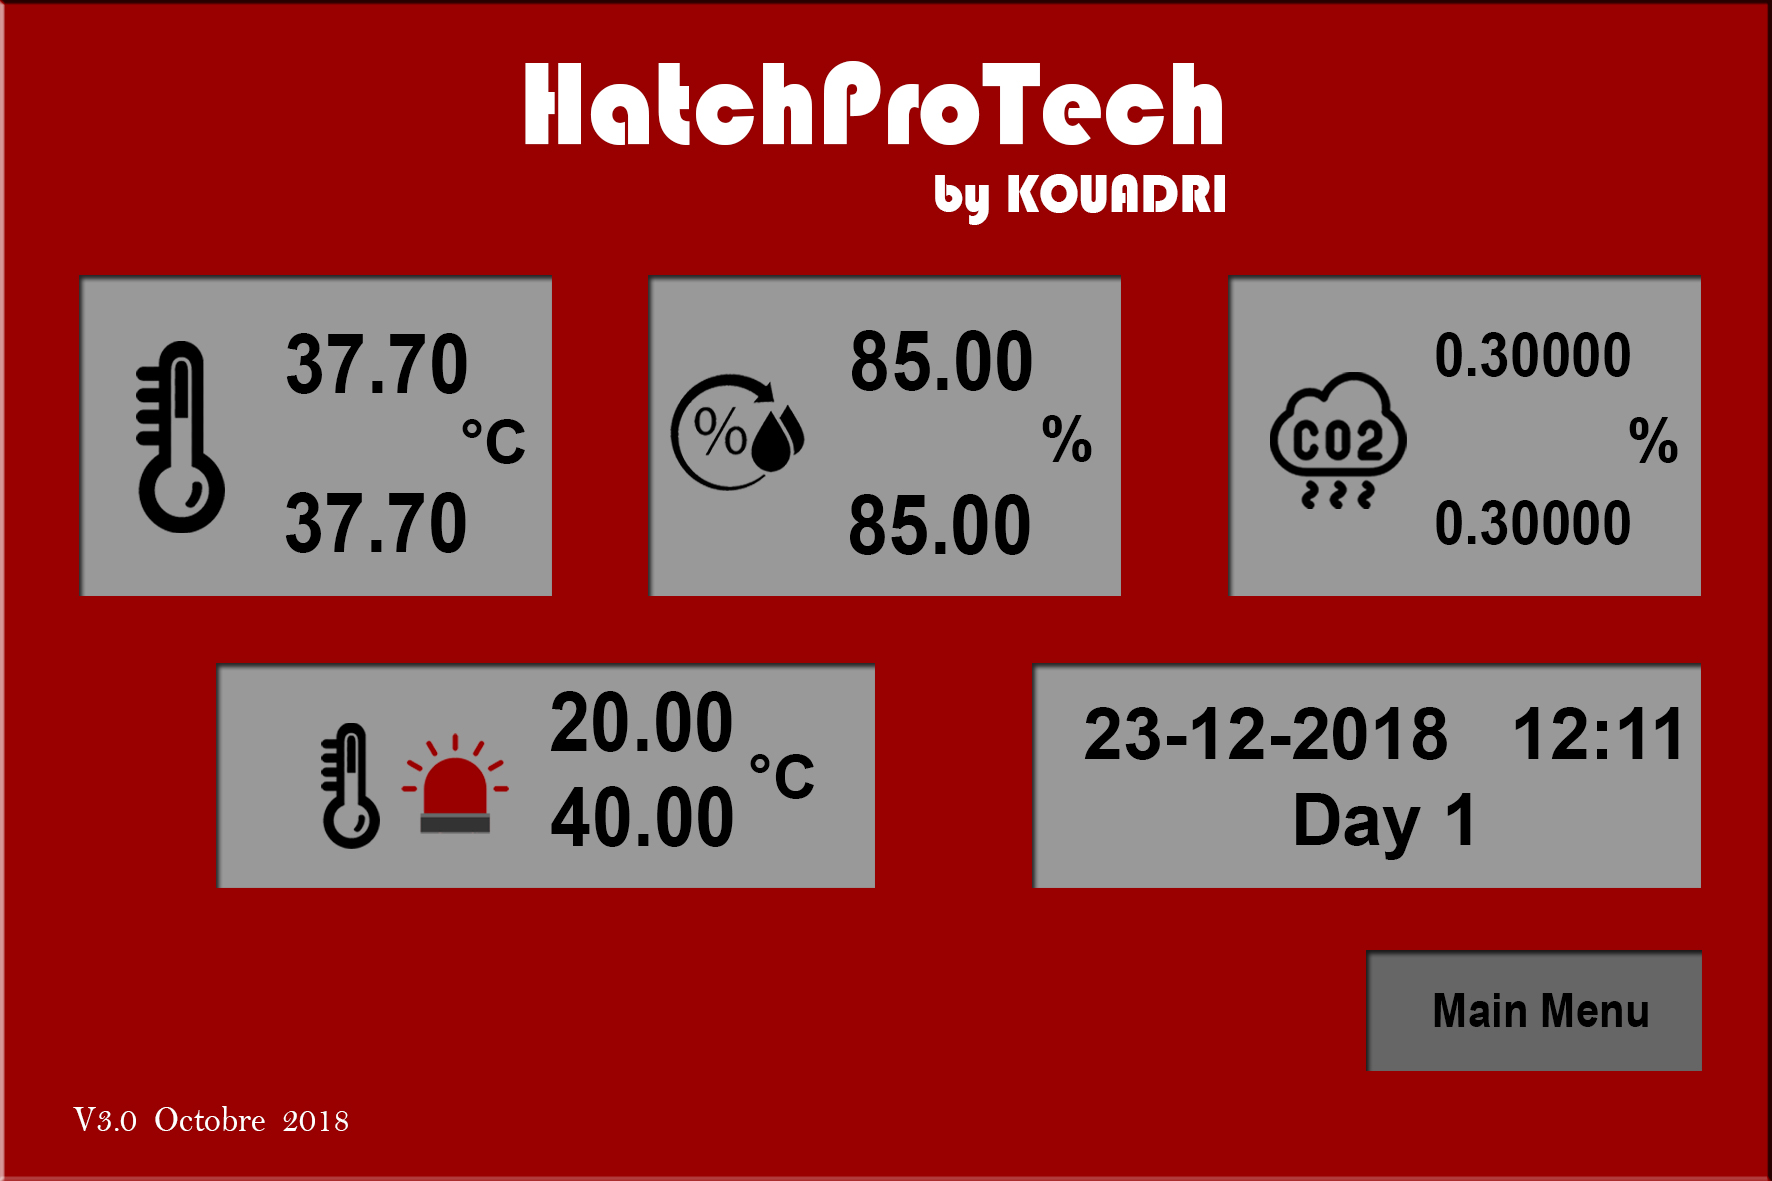 HatchProTech
by KOUADRI
37.70
°C
37.70
%
85.00
%
85.00
CO2
0.30000
%
0.30000
20.00
°C
40.00
23-12-2018 12:11
Day 1
Main Menu
V3.0 Octobre 2018